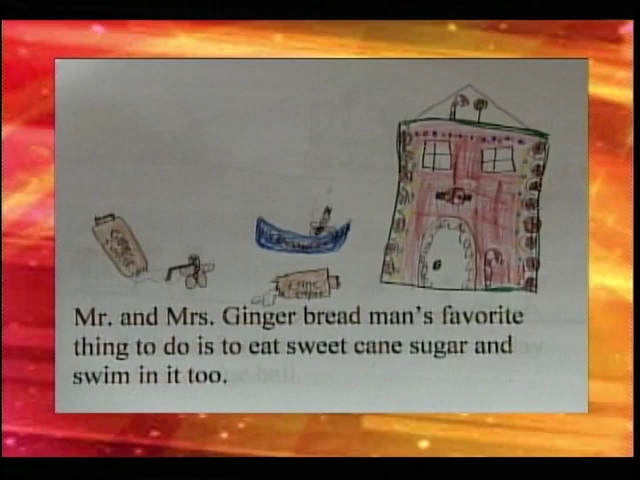 Mr. and Mrs. Ginger bread man's favorite
thing to do is to eat sweet cane sugar and
swim in it too.